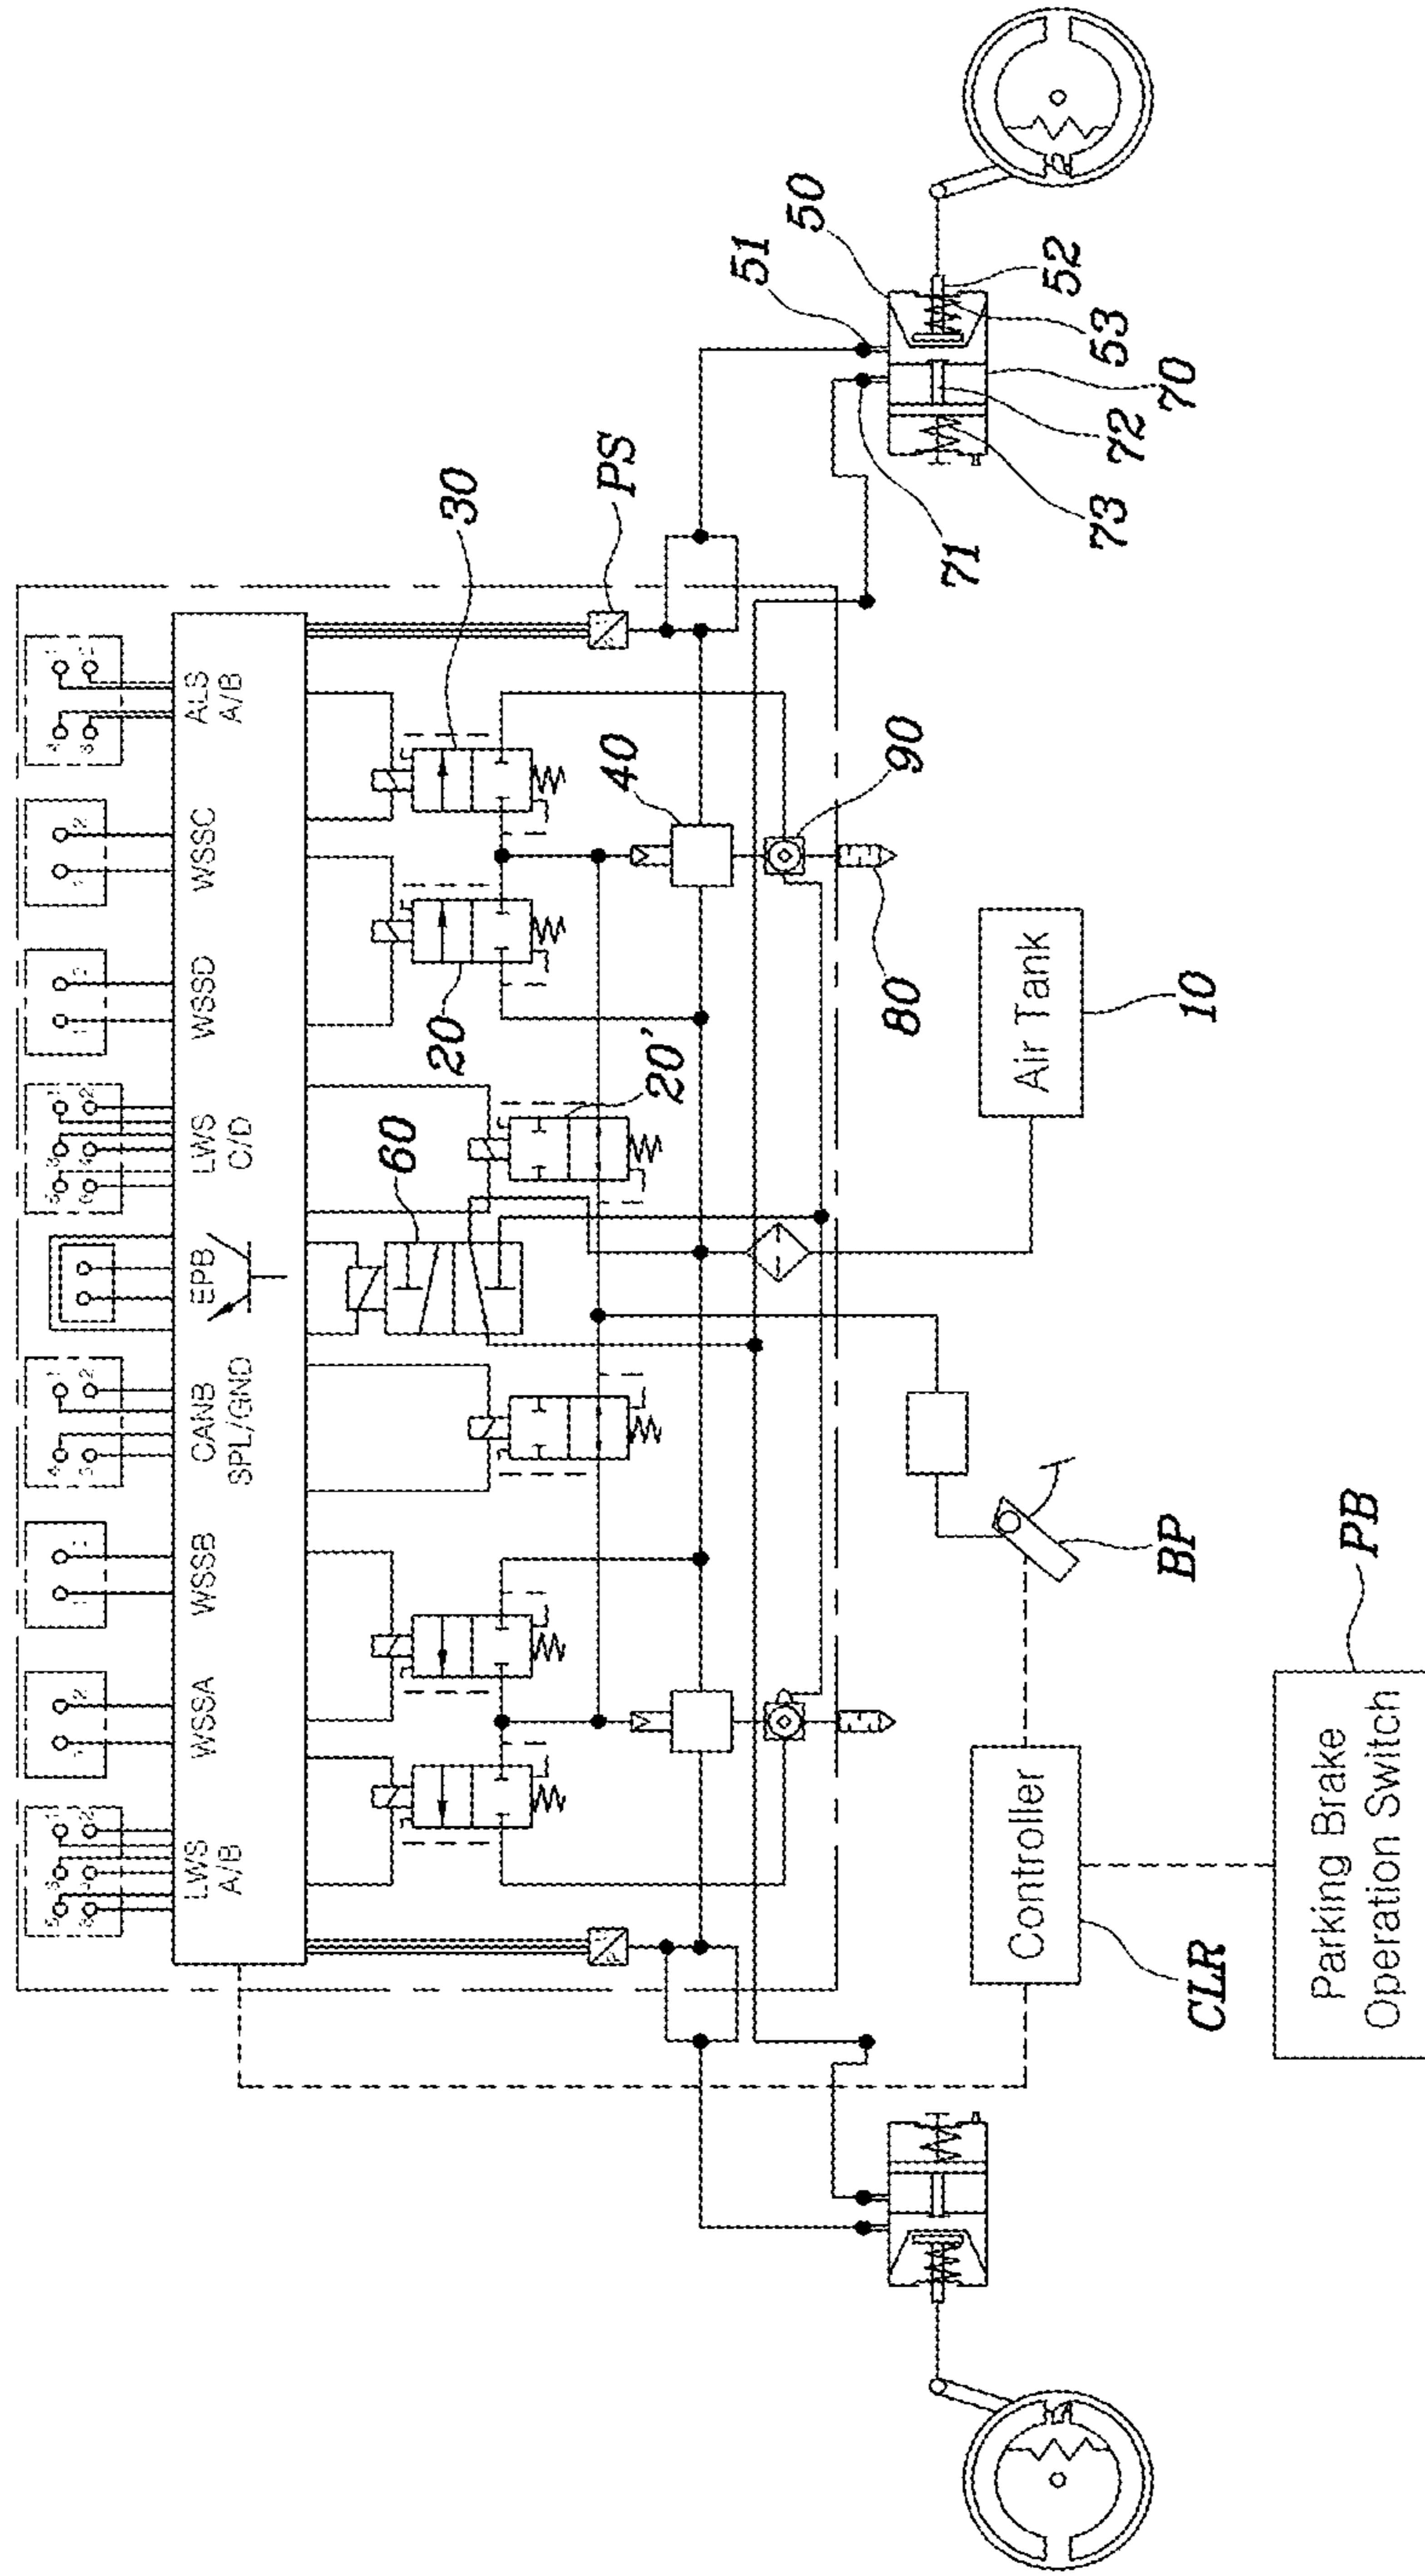 LWS
A/B
WSSA
WSSB
CANB
SPL/GND
EPB
LWS
C/D
WSSD
WSSC
ALS
A/B
30
PS
20
20'
60
40
90
80
51
50
52
53
70
72
73
71
Air Tank
10
BP
Controller
CLR
PB
Parking Brake
Operation Switch